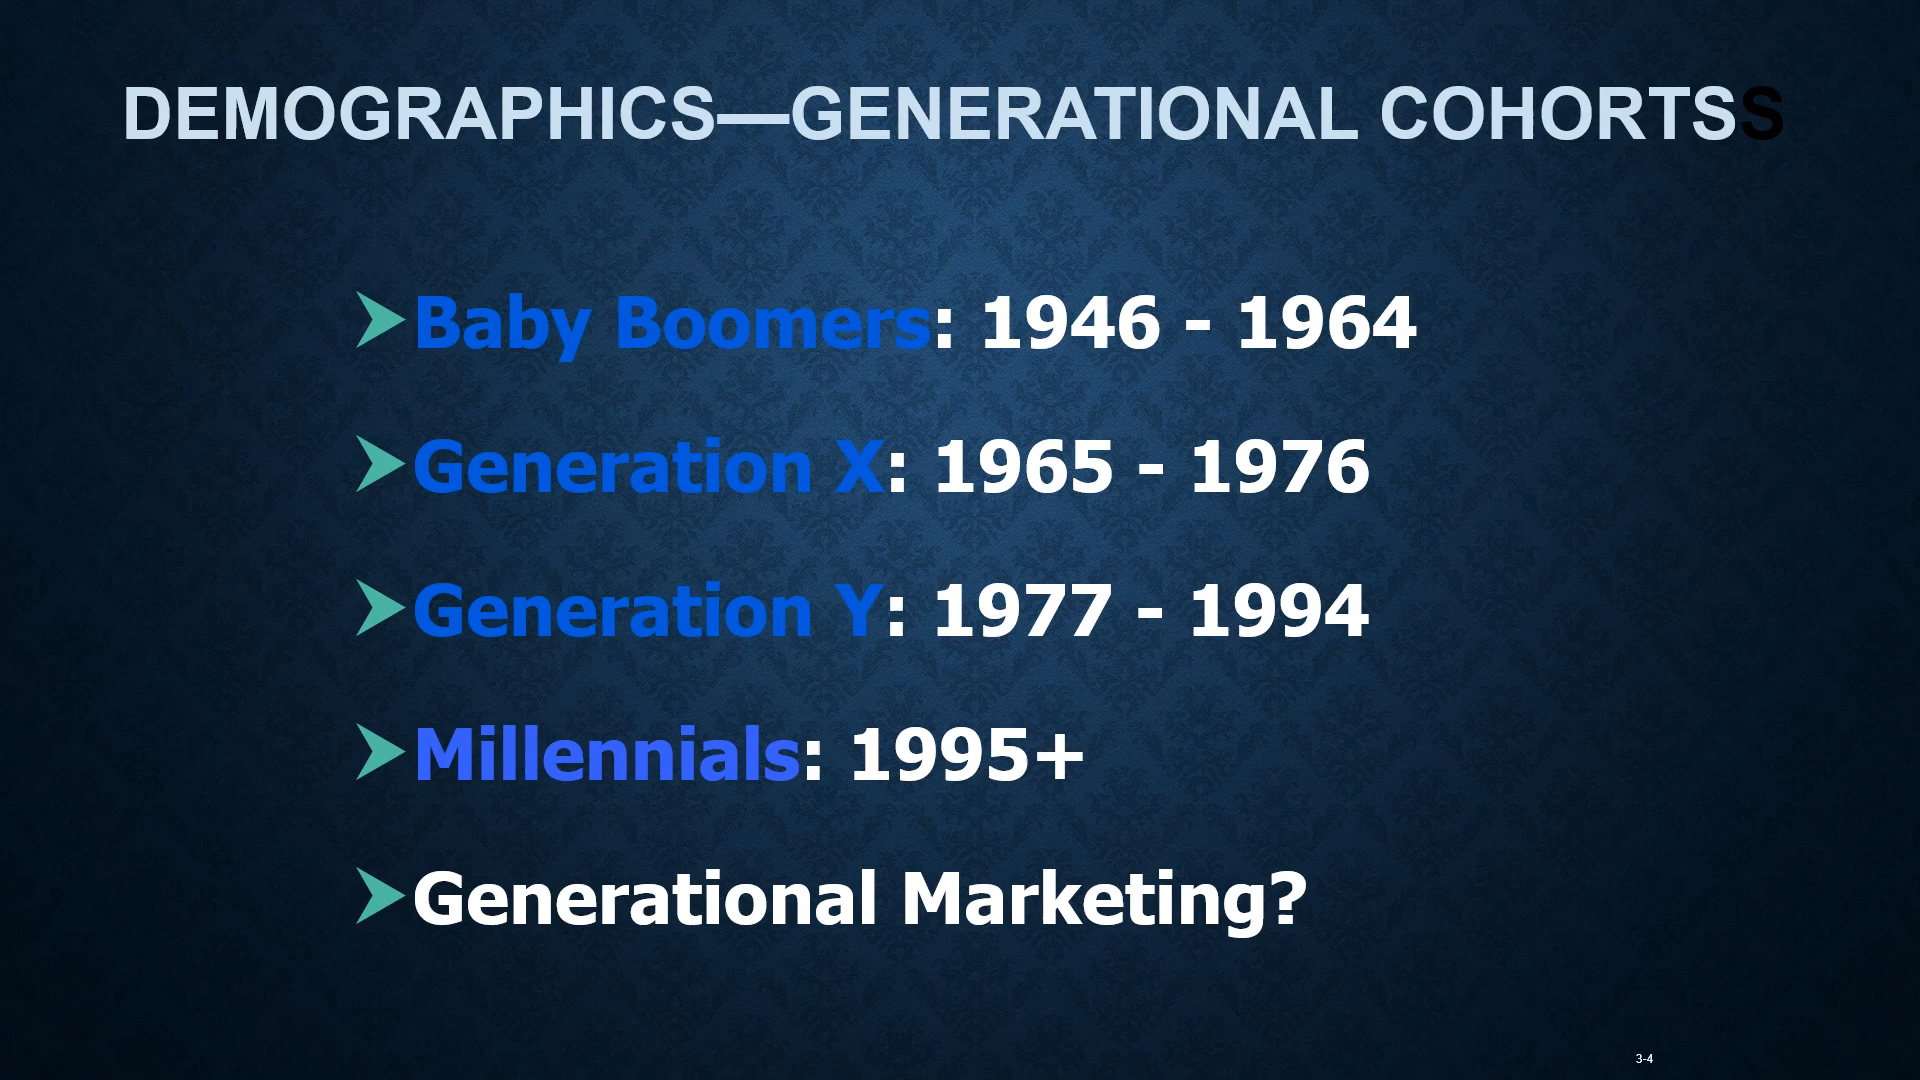 DEMOGRAPHICS—GENERATIONAL COHORTSS
Baby Boomers: 1946 - 1964
Generation X: 1965 - 1976
Generation Y: 1977 - 1994
Millennials: 1995+
Generational Marketing?
3-4